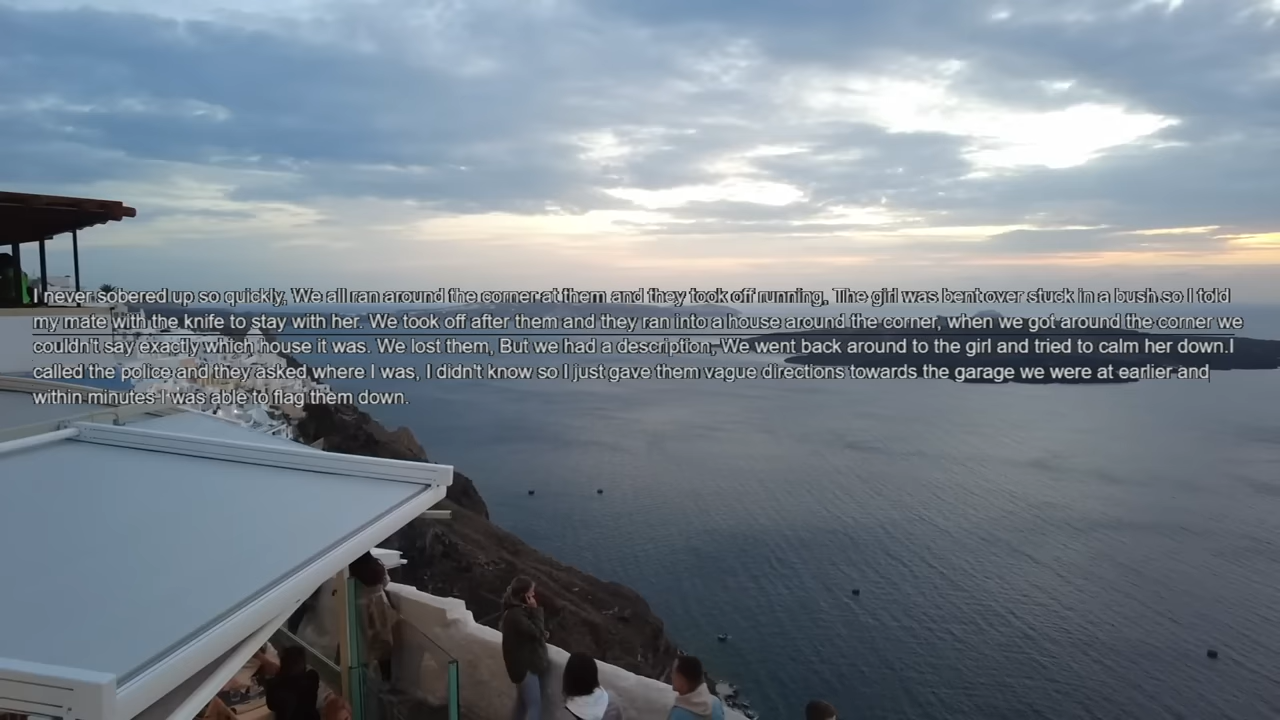 I never sobered up so quickly, We all ran around the corner at them and they took off running, The girl was bent over stuck in a bush so I told
my mate with the knife to stay with her. We took off after them and they ran into a house around the corner, when we got around the corner we
couldn't say exactly which house it was. We lost them, But we had a description, We went back around to the girl and tried to calm her down.I
called the police and they asked where I was, I didn't know so I just gave them vague directions towards the garage we were at earlier and
within minutes I was able to flag them down.